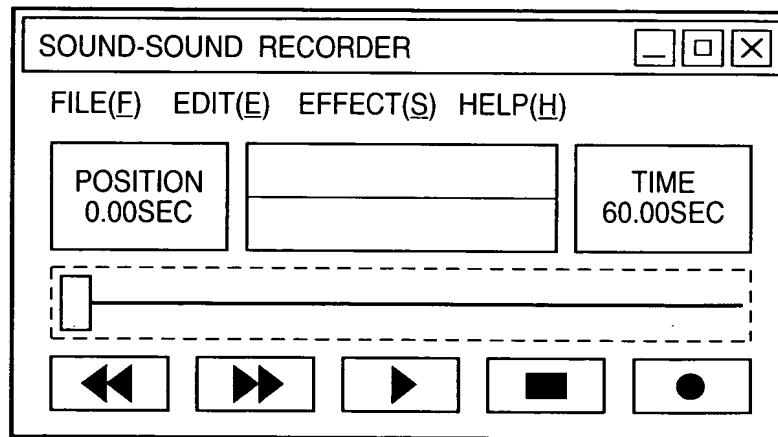 SOUND-SOUND RECORDER
FILE(F) EDIT(E) EFFECT(S) HELP(H)
POSITION
0.00SEC
TIME
60.00SEC